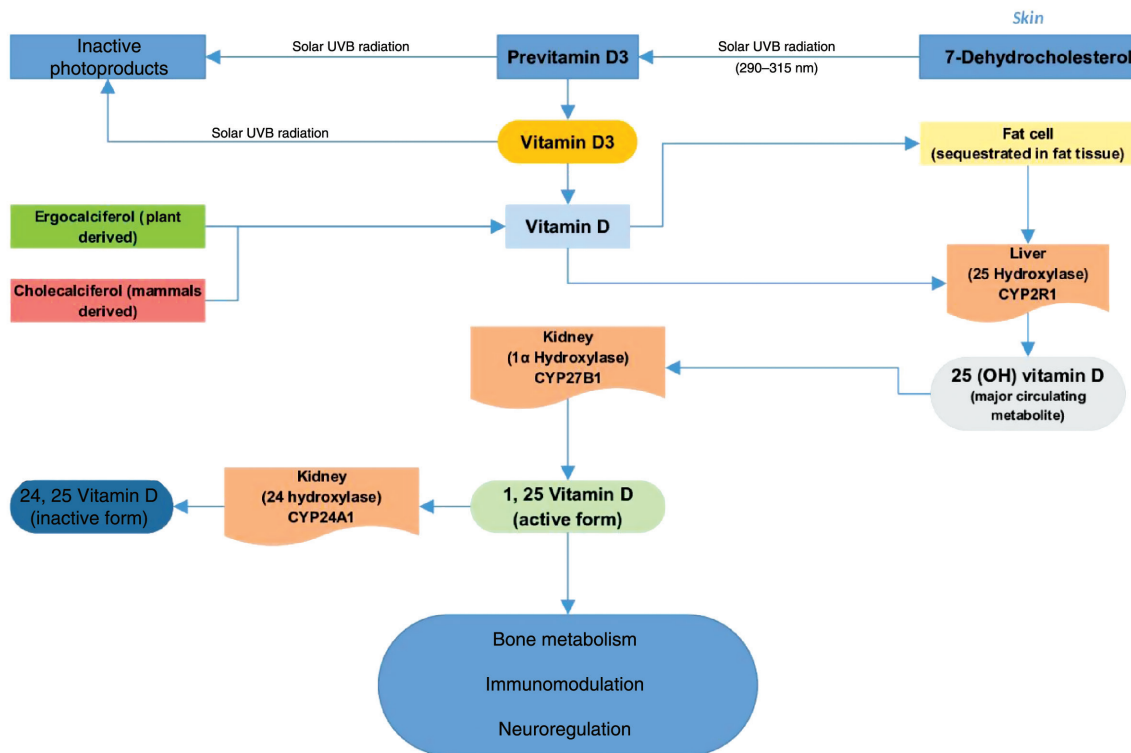 Skin
Inactive
photoproducts
Solar UVB radiation
Previtamin D3
Solar UVB radiation
(290–315 nm)
7-Dehydrocholesterol
Solar UVB radiation
Vitamin D3
Fat cell
(sequestrated in fat tissue)
Ergocalciferol (plant
derived)
Vitamin D
Cholecalciferol (mammals
derived)
Liver
(25 Hydroxylase)
CYP2R1
Kidney
(1α Hydroxylase)
CYP27B1
25 (OH) vitamin D
(major circulating
metabolite)
24, 25 Vitamin D
(inactive form)
Kidney
(24 hydroxylase)
CYP24A1
1, 25 Vitamin D
(active form)
Bone metabolism
Immunomodulation
Neuroregulation